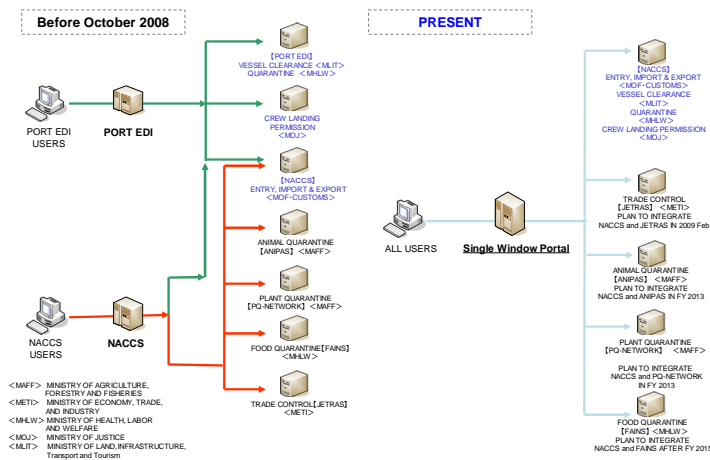 Before October 2008
PRESENT
【PORT EDI】
VESSEL CLEARANCE <MLIT>
QUARANTINE <MHLW>
PORT EDI
USERS
PORT EDI
CREW LANDING
PERMISSION
<MOJ>
【NACCS】
ENTRY, IMPORT & EXPORT
<MOF・CUSTOMS>
ANIMAL QUARANTINE
【ANIPAS】 <MAFF>
PLANT QUARANTINE
【PQ-NETWORK】 <MAFF>
NACCS
USERS
NACCS
FOOD QUARANTINE【FAINS】
<MHLW>
TRADE CONTROL【JETRAS】
<METI>
<MAFF> MINISTRY OF AGRICULTURE,
FORESTRY AND FISHERIES
<METI> MINISTRY OF ECONOMY, TRADE,
AND INDUSTRY
<MHLW> MINISTRY OF HEALTH, LABOR
AND WELFARE
<MOJ> MINISTRY OF JUSTICE
<MLIT> MINISTRY OF LAND,INFRASTRUCTURE,
Transport and Tourism
ALL USERS
Single Window Portal
【NACCS】
ENTRY, IMPORT & EXPORT
<MOF・CUSTOMS>
VESSEL CLEARANCE
<MLIT>
QUARANTINE
<MHLW>
CREW LANDING PERMISSION
<MOJ>
TRADE CONTROL
【JETRAS】 <METI>
PLAN TO INTEGRATE
NACCS and JETRAS IN 2009 Feb
ANIMAL QUARANTINE
【ANIPAS】 <MAFF>
PLAN TO INTEGRATE
NACCS and ANIPAS IN FY 2013
PLANT QUARANTINE
【PQ-NETWORK】 <MAFF>
PLAN TO INTEGRATE
NACCS and PQ-NETWORK
IN FY 2013
FOOD QUARANTINE
【FAINS】<MHLW>
PLAN TO INTEGRATE
NACCS and FAINS AFTER FY 2015